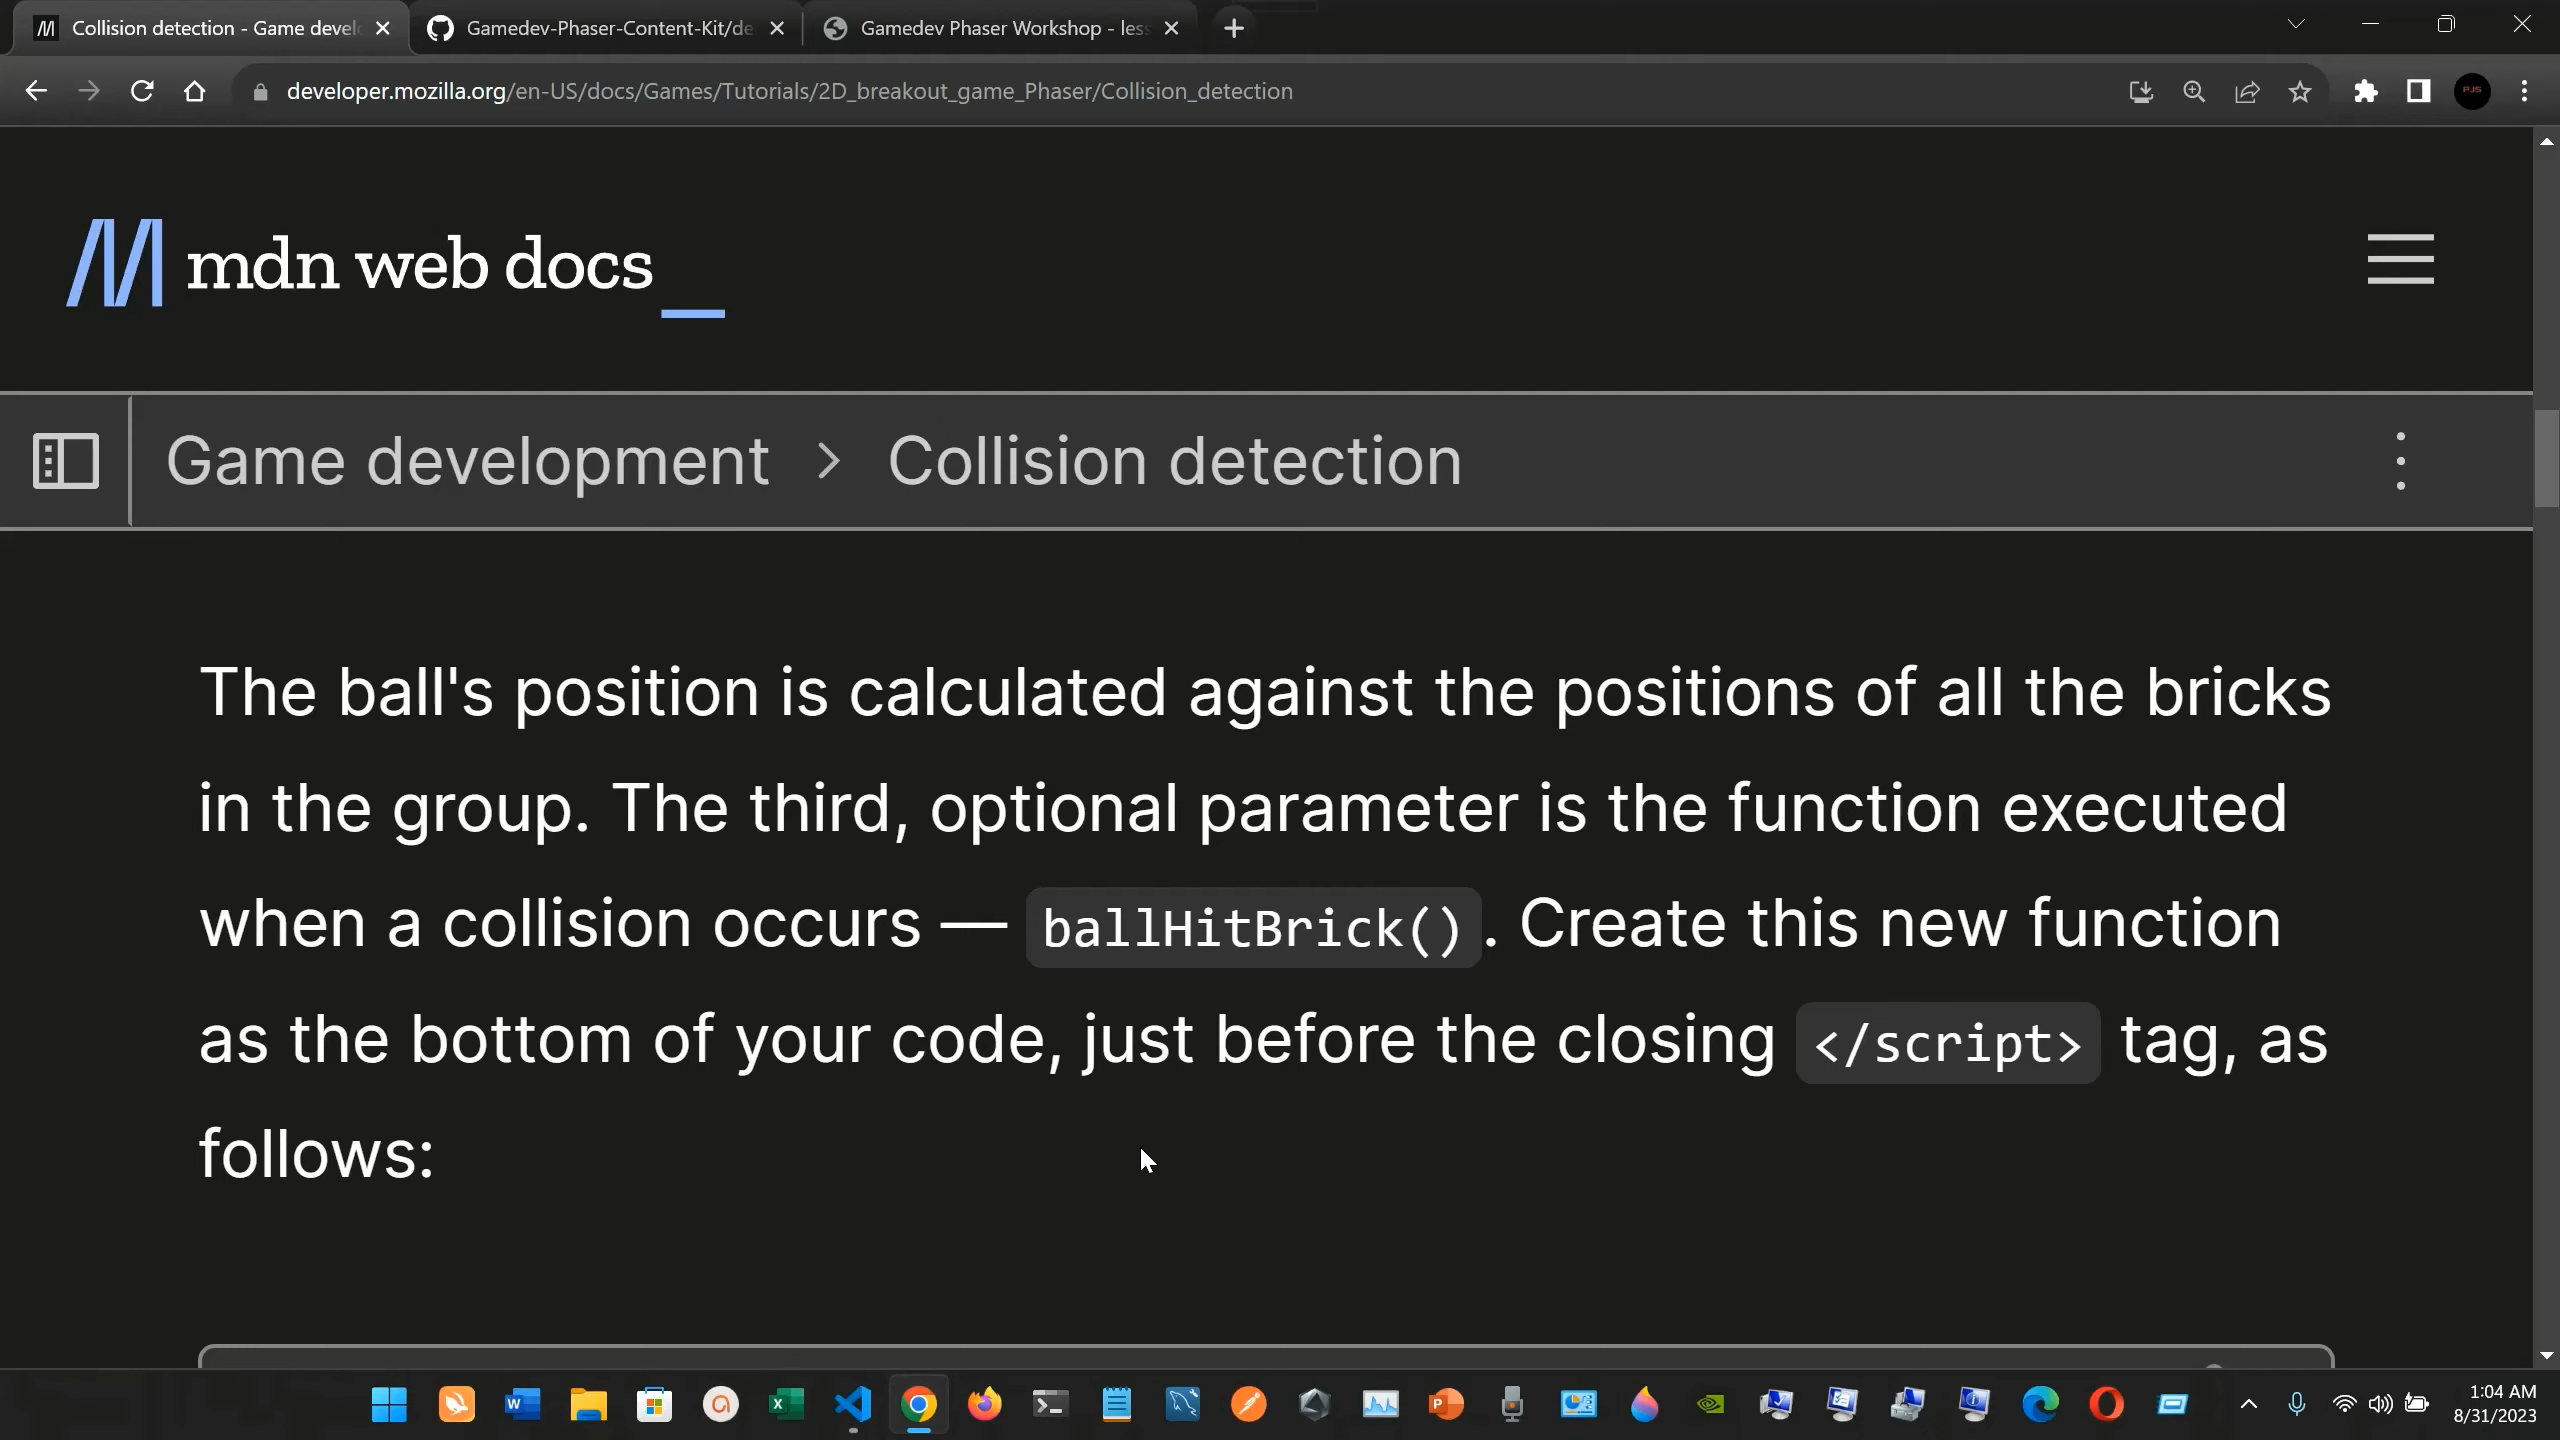 Collision detection - Game devel
Gamedev-Phaser-Content-Kit/de
Gamedev Phaser Workshop - les
developer.mozilla.org/en-US/docs/Games/Tutorials/2D_breakout_game_Phaser/Collision_detection
PJS
mdn web docs_
Game development > Collision detection
The ball's position is calculated against the positions of all the bricks
in the group. The third, optional parameter is the function executed
when a collision occurs — ballHitBrick(). Create this new function
as the bottom of your code, just before the closing </script> tag, as
follows:
1:04 AM
8/31/2023